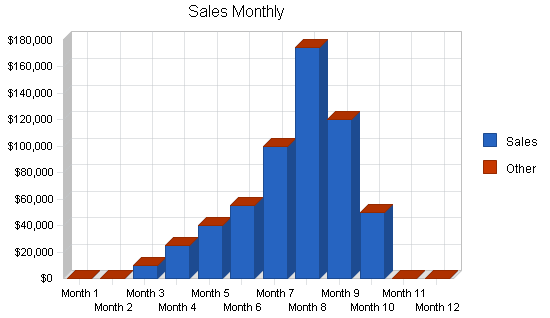 Sales Monthly
$180,000
$160,000
$140,000
$120,000
$100,000
$80,000
$60,000
$40,000
$20,000
$0
Sales
Other
Month 1 Month 3 Month 5 Month 7 Month 9 Month 11
Month 2 Month 4 Month 6 Month 8 Month 10 Month 12